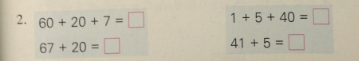 2. 60 + 20 + 7 = □ 1 + 5 + 40 = □
67 + 20 = □ 41 + 5 = □